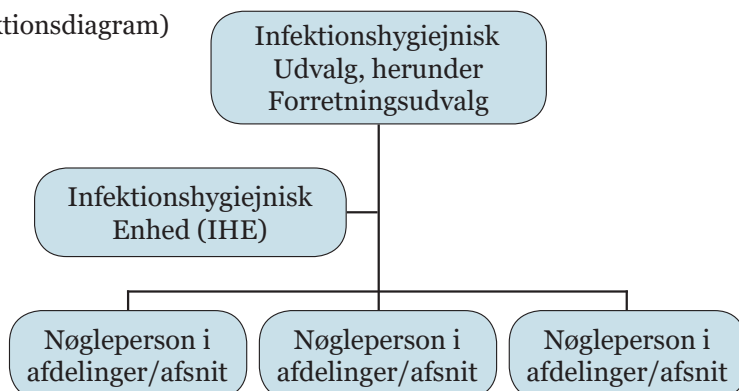 ktionsdiagram)
Infektionshygiejnisk
Udvalg, herunder
Forretningsudvalg
Infektionshygiejnisk
Enhed (IHE)
Nøgleperson i
afdelinger/afsnit
Nøgleperson i
afdelinger/afsnit
Nøgleperson i
afdelinger/afsnit